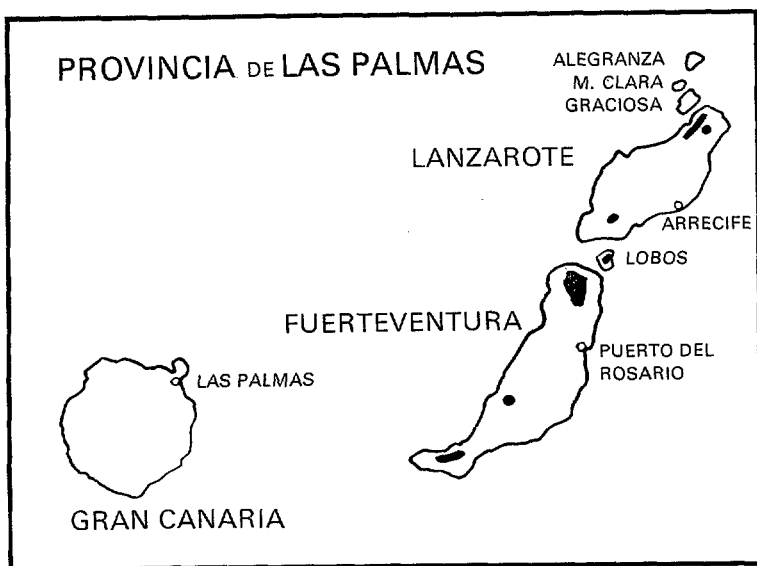 PROVINCIA DE LAS PALMAS
ALEGRANZA
M. CLARA
GRACIOSA
LANZAROTE
ARRECIFE
LOBOS
FUERTEVENTURA
PUERTO DEL
ROSARIO
LAS PALMAS
GRAN CANARIA